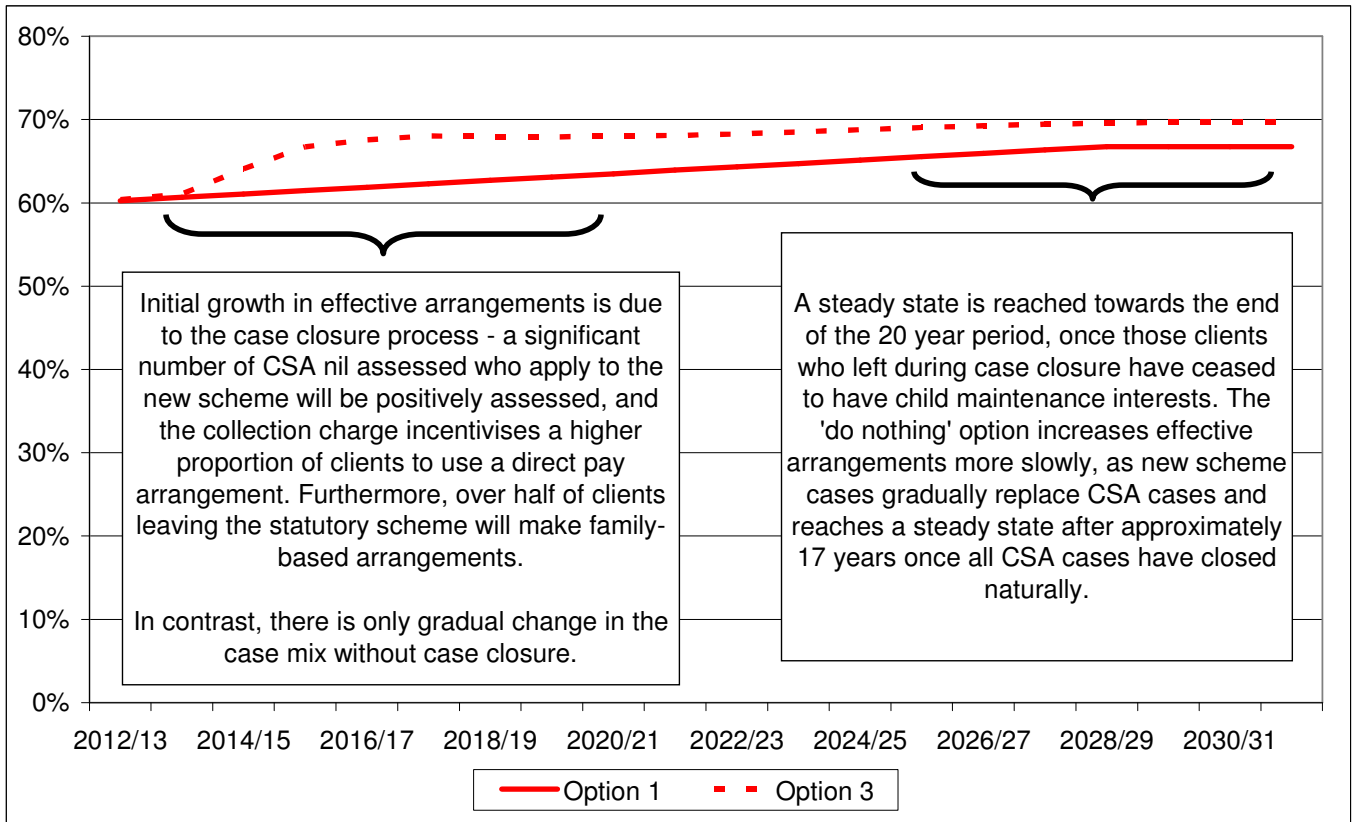 80%
70%
60%
50%
40%
30%
20%
10%
0%
Initial growth in effective arrangements is due
to the case closure process - a significant
number of CSA nil assessed who apply to the
new scheme will be positively assessed, and
the collection charge incentivises a higher
proportion of clients to use a direct pay
arrangement. Furthermore, over half of clients
leaving the statutory scheme will make family-
based arrangements.
In contrast, there is only gradual change in the
case mix without case closure.
A steady state is reached towards the end
of the 20 year period, once those clients
who left during case closure have ceased
to have child maintenance interests. The
'do nothing' option increases effective
arrangements more slowly, as new scheme
cases gradually replace CSA cases and
reaches a steady state after approximately
17 years once all CSA cases have closed
naturally.
2012/13 2014/15 2016/17 2018/19 2020/21 2022/23 2024/25 2026/27 2028/29 2030/31
Option 1 Option 3